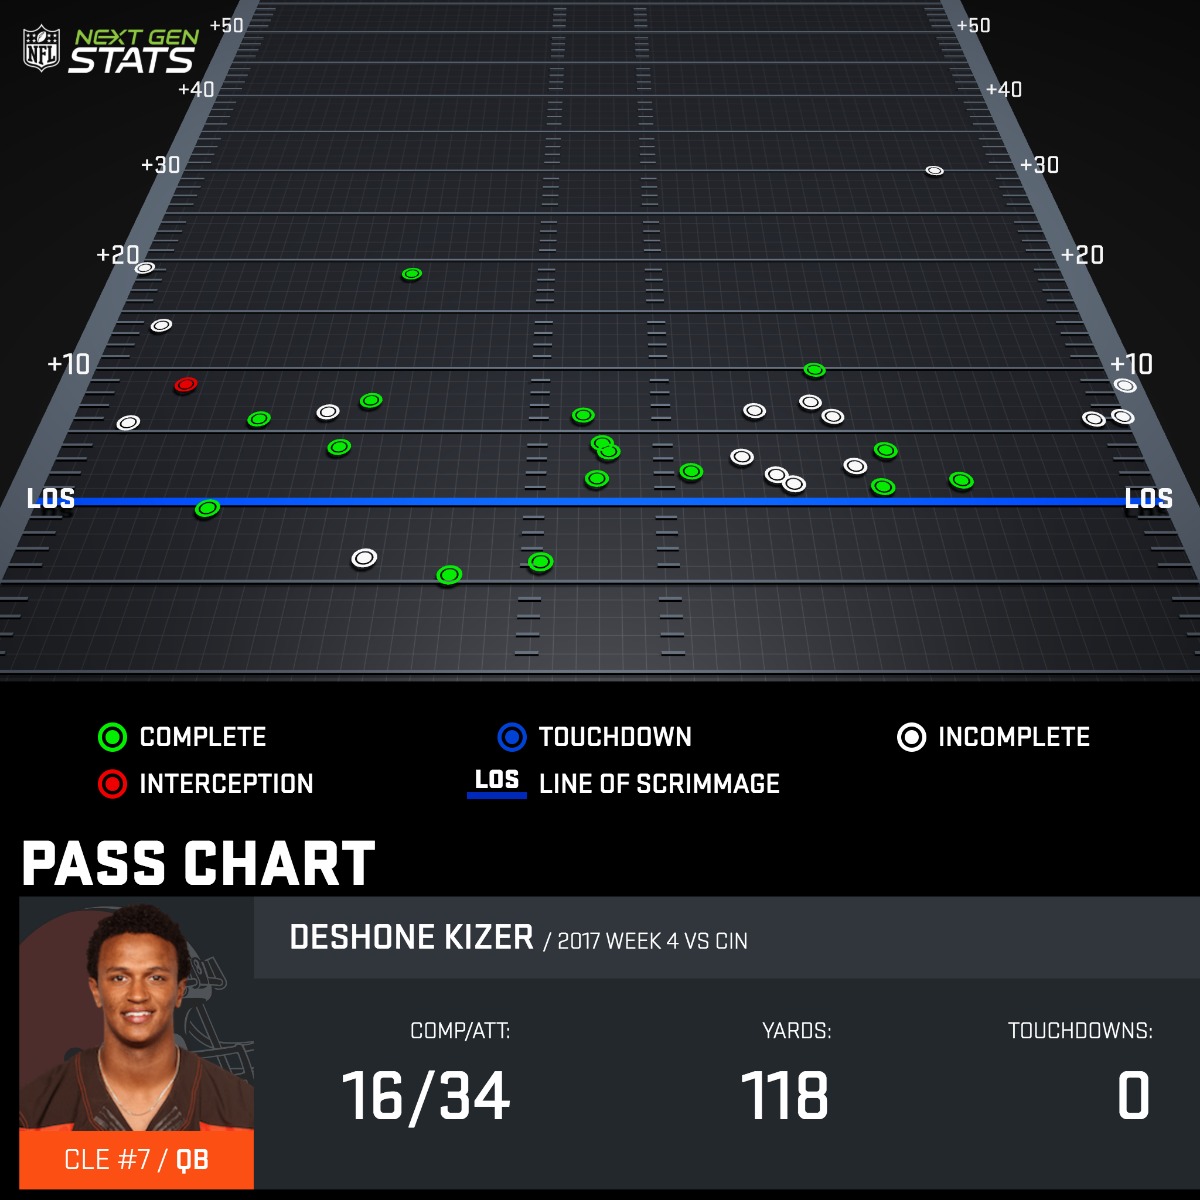 NFL
NEXT GEN
STATS
+50 +50
+40 +40
+30 +30
+20 +20
+10 +10
LOS LOS
COMPLETE TOUCHDOWN INCOMPLETE
INTERCEPTION LOS LINE OF SCRIMMAGE
PASS CHART
DESHONE KIZER / 2017 WEEK 4 VS CIN
COMP/ATT: YARDS: TOUCHDOWNS:
16/34 118 0
CLE #7 / QB